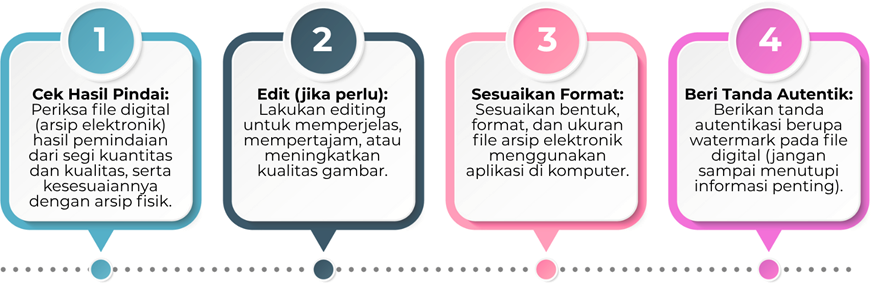 1
Cek Hasil Pindai:
Periksa file digital
(arsip elektronik)
hasil pemindaian
dari segi kuantitas
dan kualitas, serta
kesesuaiannya
dengan arsip fisik.
2
Edit (jika perlu):
Lakukan editing
untuk memperjelas,
mempertajam, atau
meningkatkan
kualitas gambar.
3
Sesuaikan Format:
Sesuaikan bentuk,
format, dan ukuran
file arsip elektronik
menggunakan
aplikasi di komputer.
4
Beri Tanda Autentik:
Berikan tanda
autentikasi berupa
watermark pada file
digital (jangan
sampai menutupi
informasi penting).